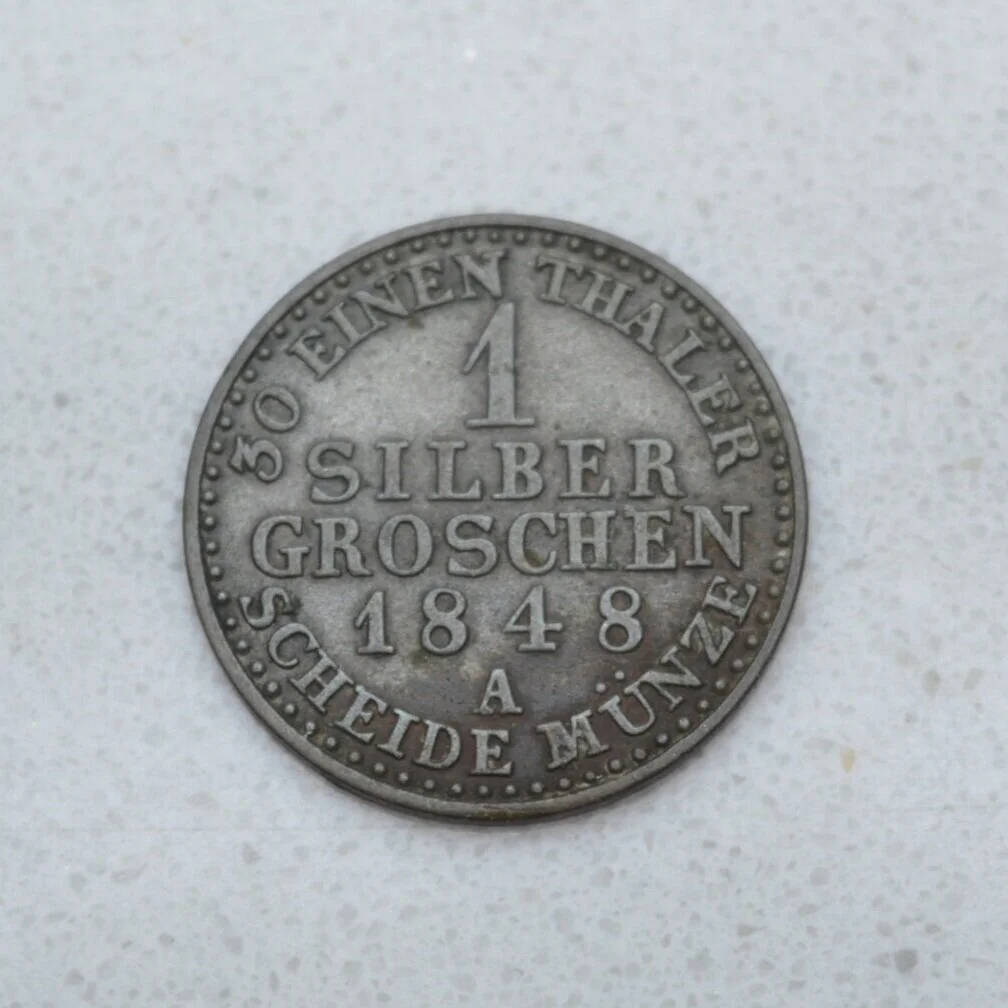 30 EINEN THALER
1
SILBER
GROSCHEN
1848
A
SCHEIDE MÜNZE